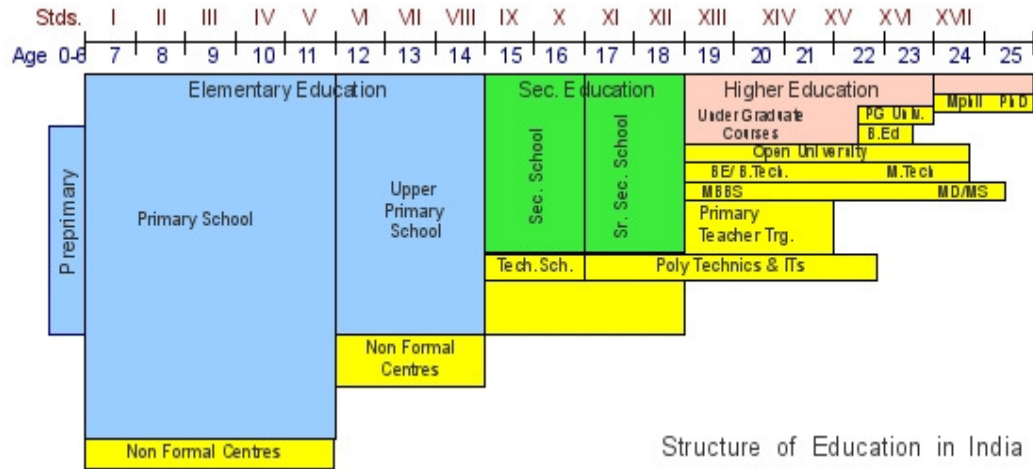 Stds. I II III IV V VI VII VIII IX X XI XII XIII XIV XV XVI XVII
Age 0-6 7 8 9 10 11 12 13 14 15 16 17 18 19 20 21 22 23 24 25
Elementary Education
Sec. Education
Higher Education
Mphil PhD
Under Graduate
Courses
PG Univ.
B.Ed
Open University
BE/ B.Tech. M.Tech
MBBS MD/MS
Preprimary
Primary School
Upper
Primary
School
Sec. School
Sr. Sec. School
Primary
Teacher Trg.
Tech.Sch.
Poly Technics & ITs
Non Formal
Centres
Non Formal Centres
Structure of Education in India